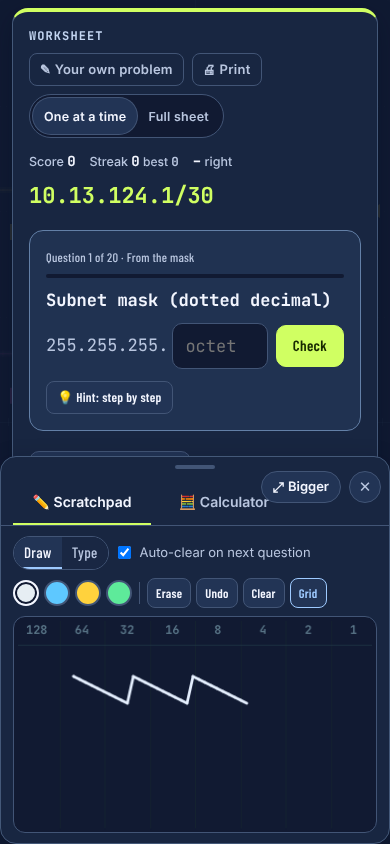 WORKSHEET
✎ Your own problem 🖨 Print
One at a time Full sheet
Score 0 Streak 0 best 0 – right
10.13.124.1/30
Question 1 of 20 · From the mask
Subnet mask (dotted decimal)
255.255.255. octet Check
💡 Hint: step by step
⤢ Bigger ✕
✏️ Scratchpad 🧮 Calculator
Draw Type Auto-clear on next question
Erase Undo Clear Grid
128 64 32 16 8 4 2 1